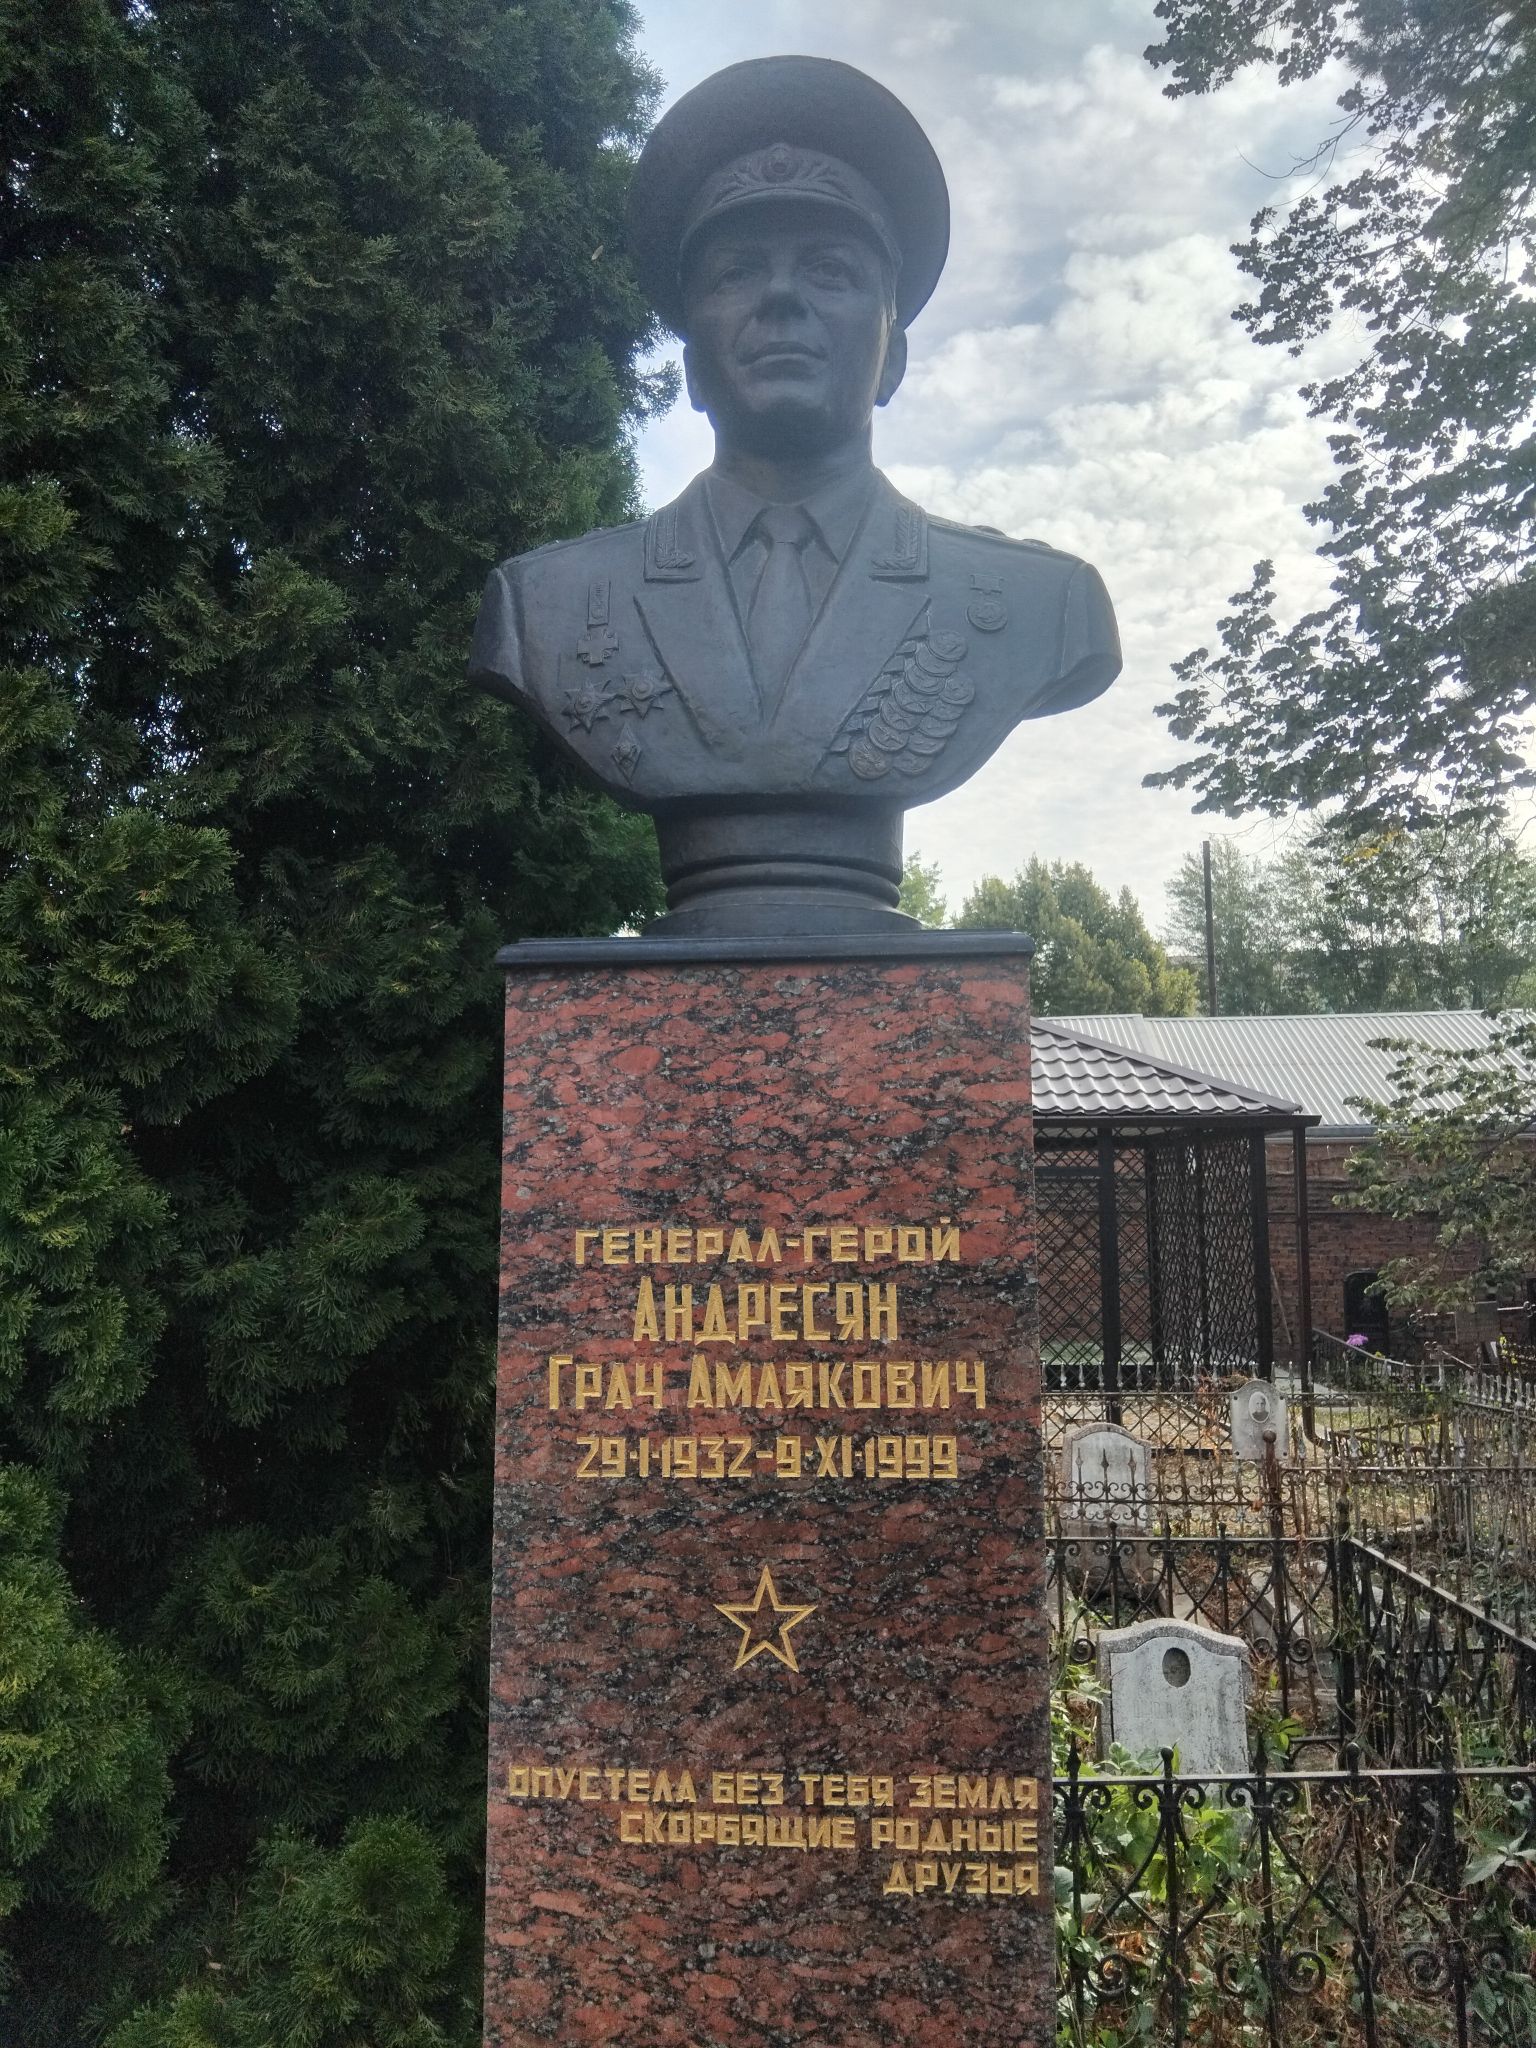 ГЕНЕРАЛ-ГЕРОЙ
АНДРЕСЯН
ГРАЧ АМАЯКОВИЧ
29·I·1932-9·XI·1999
ОПУСТЕЛА БЕЗ ТЕБЯ ЗЕМЛЯ
СКОРБЯЩИЕ РОДНЫЕ
ДРУЗЬЯ